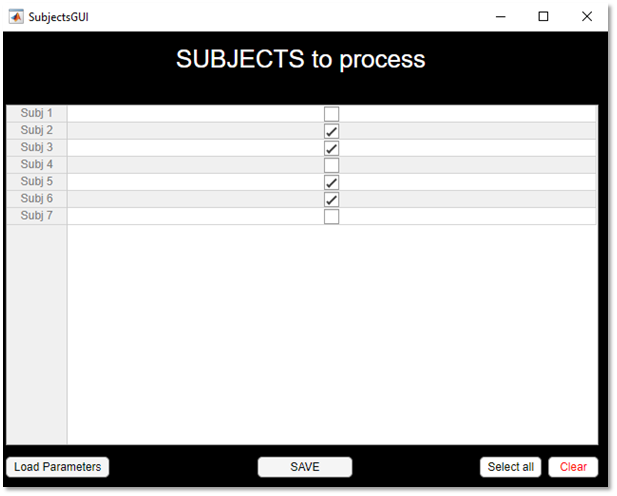 SubjectsGUI
SUBJECTS to process
Subj 1
Subj 2
Subj 3
Subj 4
Subj 5
Subj 6
Subj 7
Load Parameters SAVE Select all Clear